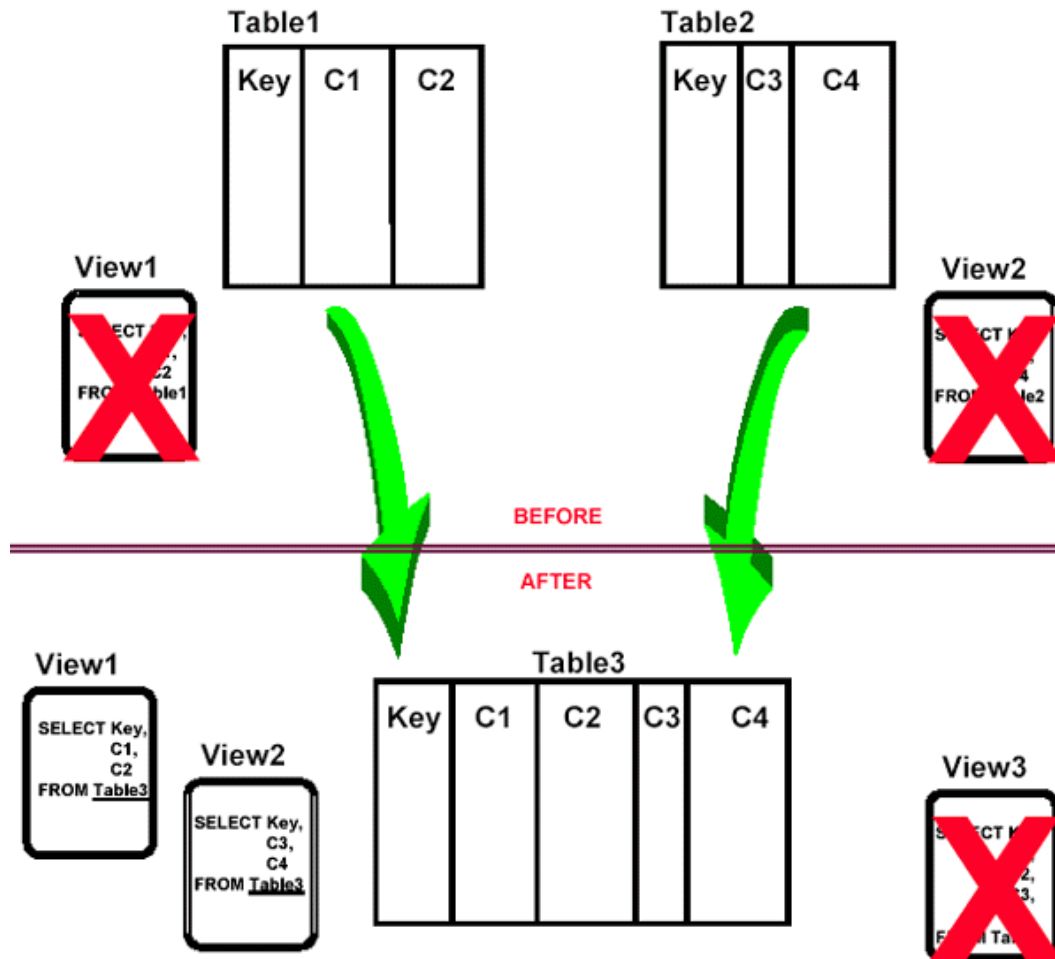 Table1
Key C1 C2
Table2
Key C3 C4
View1
View2
BEFORE
AFTER
View1
SELECT Key,
C1,
C2
FROM Table3
View2
SELECT Key,
C3,
C4
FROM Table3
Table3
Key C1 C2 C3 C4
View3